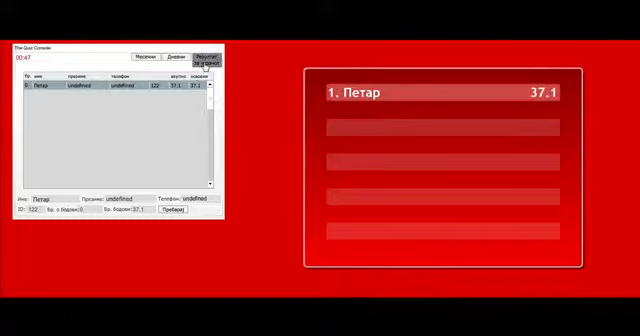 The Quiz Console
00:47
Месечни
Дневни
Резултат
бр. име презиме телефон вкупно освоени
0 Петар undefined undefined 122 37.1 37.1
Име: Петар Презиме: undefined Телефон: undefined
ID: 122 Бр. о бодови: 0 Бр. бодови: 37.1 Пребарај
1. Петар 37.1